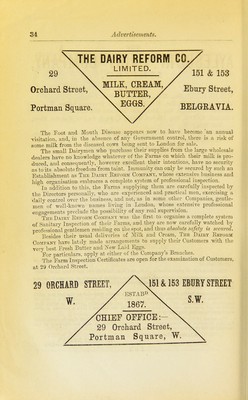 34 Advertisements.
THE DAIRY REFORM CO.
LIMITED.
29 151 & 153
MILK, CREAM,
Orchard Street, Ebury Street,
BUTTER,
EGGS.
Portman Square. BELGRAVIA.
The Foot and Mouth Disease appears now to have become an annual
visitation, and, in the absence of any Government control, there is a risk of
some milk from the diseased cows being sent to London for sale.
The small Dairymen who purchase their supplies from the large wholesale
dealers have no knowledge whatever of the Farms on which their milk is pro-
duced, and consequently, however excellent their intentions, have no security
as to its absolute freedom from taint. Immunity can only be secured by such an
Establishment as THE DAIRY REFORM COMPANY, whose extensive business and
high organization embraces a complete system of professional inspection.
In addition to this, the Farms supplying them are carefully inspected by
the Directors personally, who are experienced and practical men, exercising a
daily control over the business, and not, as in some other Companies, gentle-
men of well-known names living in London, whose extensive professional
engagements preclude the possibility of any real supervision.
THE DAIRY REFORM COMPANY was the first to organise a complete system
of Sanitary Inspection of their Farms, and they are now carefully watched by
professional gentlemen residing on the spot, and thus absolute safety is secured.
Besides their usual deliveries of Milk and Cream, THE DAIRY REFORM
COMPANY have lately made arrangements to supply their Customers with the
very best Fresh Butter and New Laid Eggs.
For particulars, apply at either of the Company's Branches.
The Farm Inspection Certificates are open for the examination of Customers,
at 29 Orchard Street.
29 ORCHARD STREET, 151 & 153 EBURY STREET
W. ESTABD S.W.
1867.
CHIEF OFFICE:—
29 Orchard Street,
Portman Square, W.